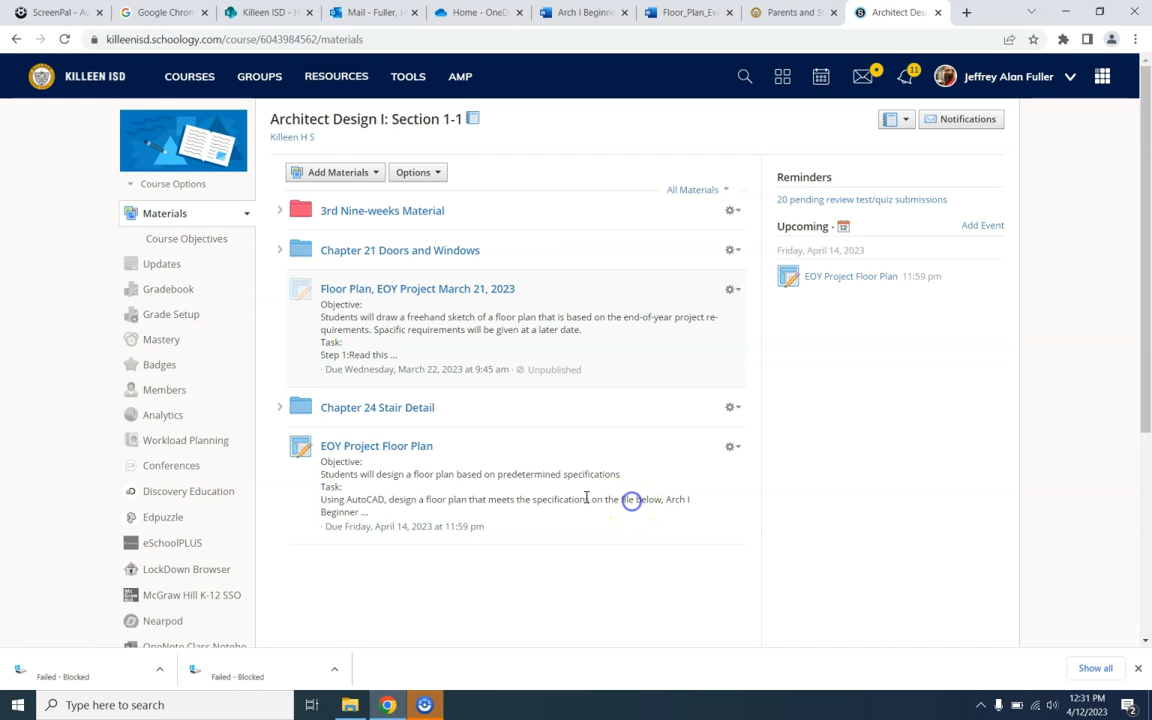 ScreenPal - Au
Google Chrom
Killeen ISD - H
Mail - Fuller, J
Home - OneD
Arch I Beginne
Floor_Plan_Ev
Parents and S
Architect Desi
killeenisd.schoology.com/course/6043984562/materials
KILLEEN ISD
COURSES
GROUPS
RESOURCES
TOOLS
AMP
11
Jeffrey Alan Fuller
Architect Design I: Section 1-1
Killeen H S
Notifications
Course Options
Materials
Course Objectives
Updates
Gradebook
Grade Setup
Mastery
Badges
Members
Analytics
Workload Planning
Conferences
Discovery Education
Edpuzzle
eSchoolPLUS
LockDown Browser
McGraw Hill K-12 SSO
Nearpod
OneNote Class Notebo
Add Materials
Options
All Materials
3rd Nine-weeks Material
Chapter 21 Doors and Windows
Floor Plan, EOY Project March 21, 2023
Objective:
Students will draw a freehand sketch of a floor plan that is based on the end-of-year project re-
quirements. Spacific requirements will be given at a later date.
Task:
Step 1:Read this ...
· Due Wednesday, March 22, 2023 at 9:45 am · Unpublished
Chapter 24 Stair Detail
EOY Project Floor Plan
Objective:
Students will design a floor plan based on predetermined specifications
Task:
Using AutoCAD, design a floor plan that meets the specifications on the file below, Arch I
Beginner ...
· Due Friday, April 14, 2023 at 11:59 pm
Reminders
20 pending review test/quiz submissions
Upcoming · 12
Add Event
Friday, April 14, 2023
EOY Project Floor Plan 11:59 pm
Failed - Blocked
Failed - Blocked
Show all
Type here to search
12:31 PM
4/12/2023
2